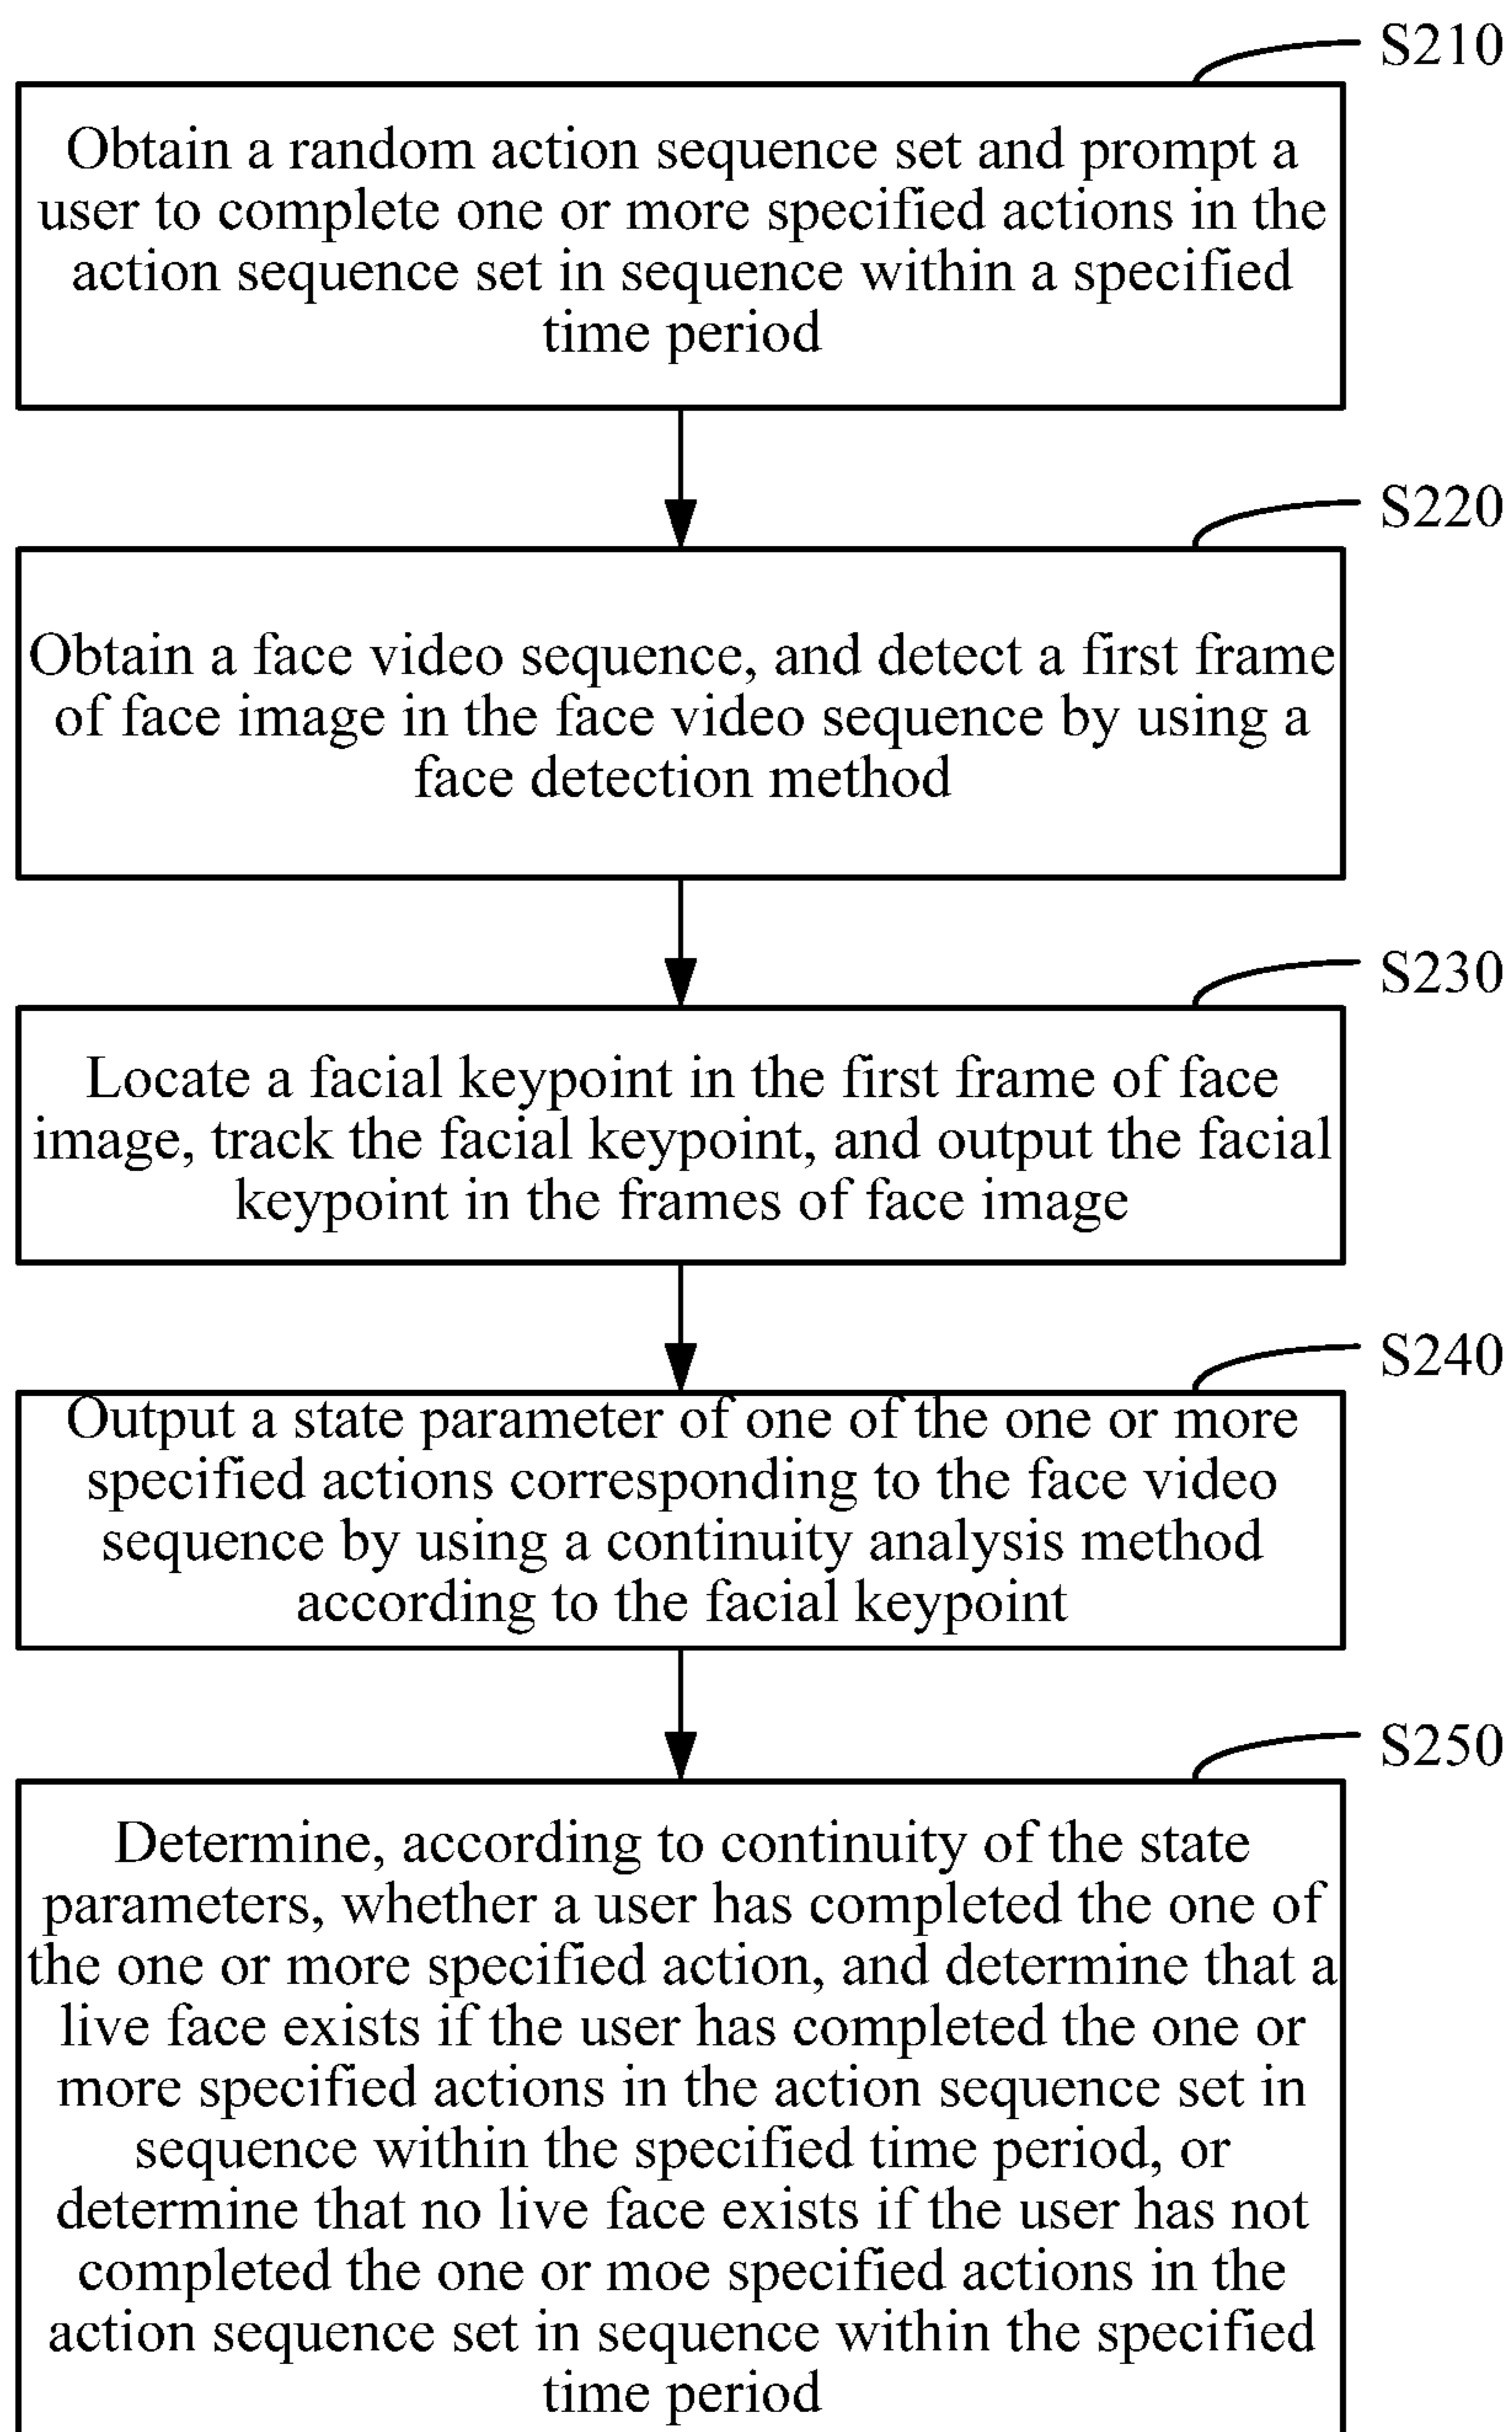 S210
Obtain a random action sequence set and prompt a
user to complete one or more specified actions in the
action sequence set in sequence within a specified
time period
S220
Obtain a face video sequence, and detect a first frame
of face image in the face video sequence by using a
face detection method
S230
Locate a facial keypoint in the first frame of face
image, track the facial keypoint, and output the facial
keypoint in the frames of face image
S240
Output a state parameter of one of the one or more
specified actions corresponding to the face video
sequence by using a continuity analysis method
according to the facial keypoint
S250
Determine, according to continuity of the state
parameters, whether a user has completed the one of
the one or more specified action, and determine that a
live face exists if the user has completed the one or
more specified actions in the action sequence set in
sequence within the specified time period, or
determine that no live face exists if the user has not
completed the one or moe specified actions in the
action sequence set in sequence within the specified
time period